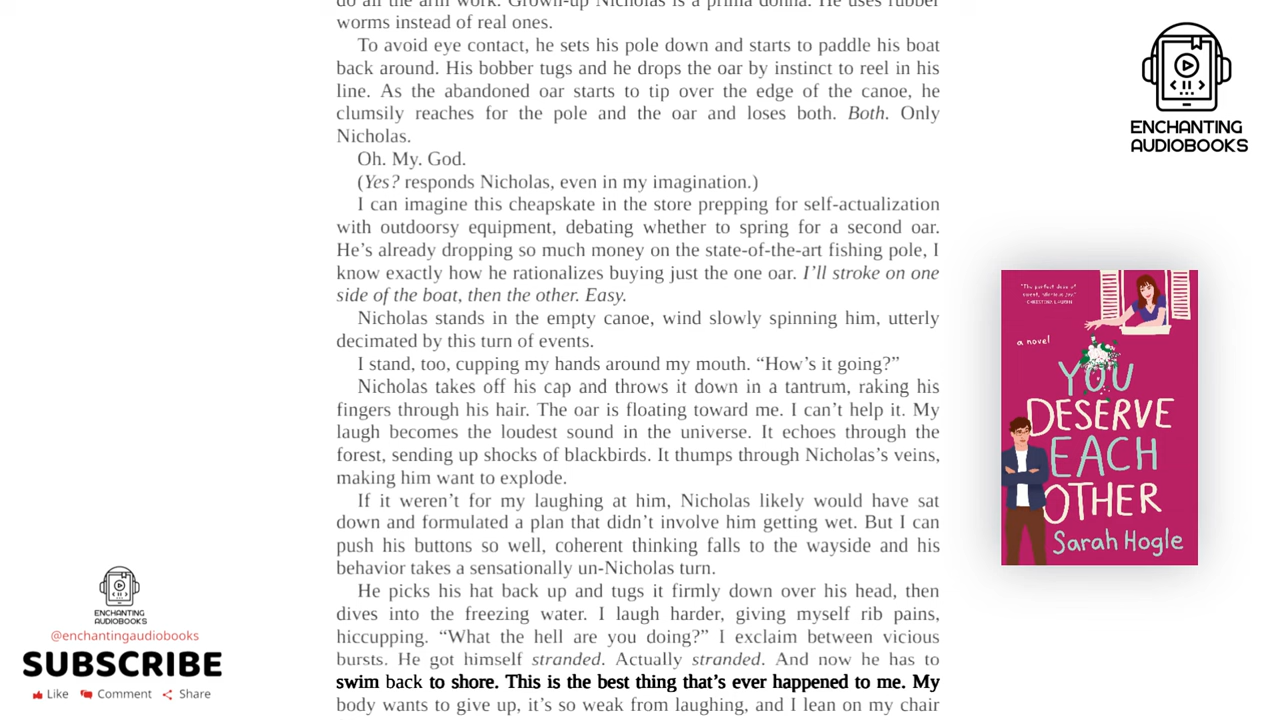 do all the arm work. Grown-up Nicholas is a prima donna. He uses rubber
worms instead of real ones.
To avoid eye contact, he sets his pole down and starts to paddle his boat
back around. His bobber tugs and he drops the oar by instinct to reel in his
line. As the abandoned oar starts to tip over the edge of the canoe, he
clumsily reaches for the pole and the oar and loses both. Both. Only
Nicholas.
Oh. My. God.
(Yes? responds Nicholas, even in my imagination.)
I can imagine this cheapskate in the store prepping for self-actualization
with outdoorsy equipment, debating whether to spring for a second oar.
He’s already dropping so much money on the state-of-the-art fishing pole, I
know exactly how he rationalizes buying just the one oar. I’ll stroke on one
side of the boat, then the other. Easy.
Nicholas stands in the empty canoe, wind slowly spinning him, utterly
decimated by this turn of events.
I stand, too, cupping my hands around my mouth. “How’s it going?”
Nicholas takes off his cap and throws it down in a tantrum, raking his
fingers through his hair. The oar is floating toward me. I can’t help it. My
laugh becomes the loudest sound in the universe. It echoes through the
forest, sending up shocks of blackbirds. It thumps through Nicholas’s veins,
making him want to explode.
If it weren’t for my laughing at him, Nicholas likely would have sat
down and formulated a plan that didn’t involve him getting wet. But I can
push his buttons so well, coherent thinking falls to the wayside and his
behavior takes a sensationally un-Nicholas turn.
He picks his hat back up and tugs it firmly down over his head, then
dives into the freezing water. I laugh harder, giving myself rib pains,
hiccupping. “What the hell are you doing?” I exclaim between vicious
bursts. He got himself stranded. Actually stranded. And now he has to
swim back to shore. This is the best thing that’s ever happened to me. My
body wants to give up, it’s so weak from laughing, and I lean on my chair
ENCHANTING
AUDIOBOOKS
a novel
YOU
DESERVE
EACH
OTHER
Sarah Hogle
ENCHANTING
AUDIOBOOKS
@enchantingaudiobooks
SUBSCRIBE
Like Comment Share